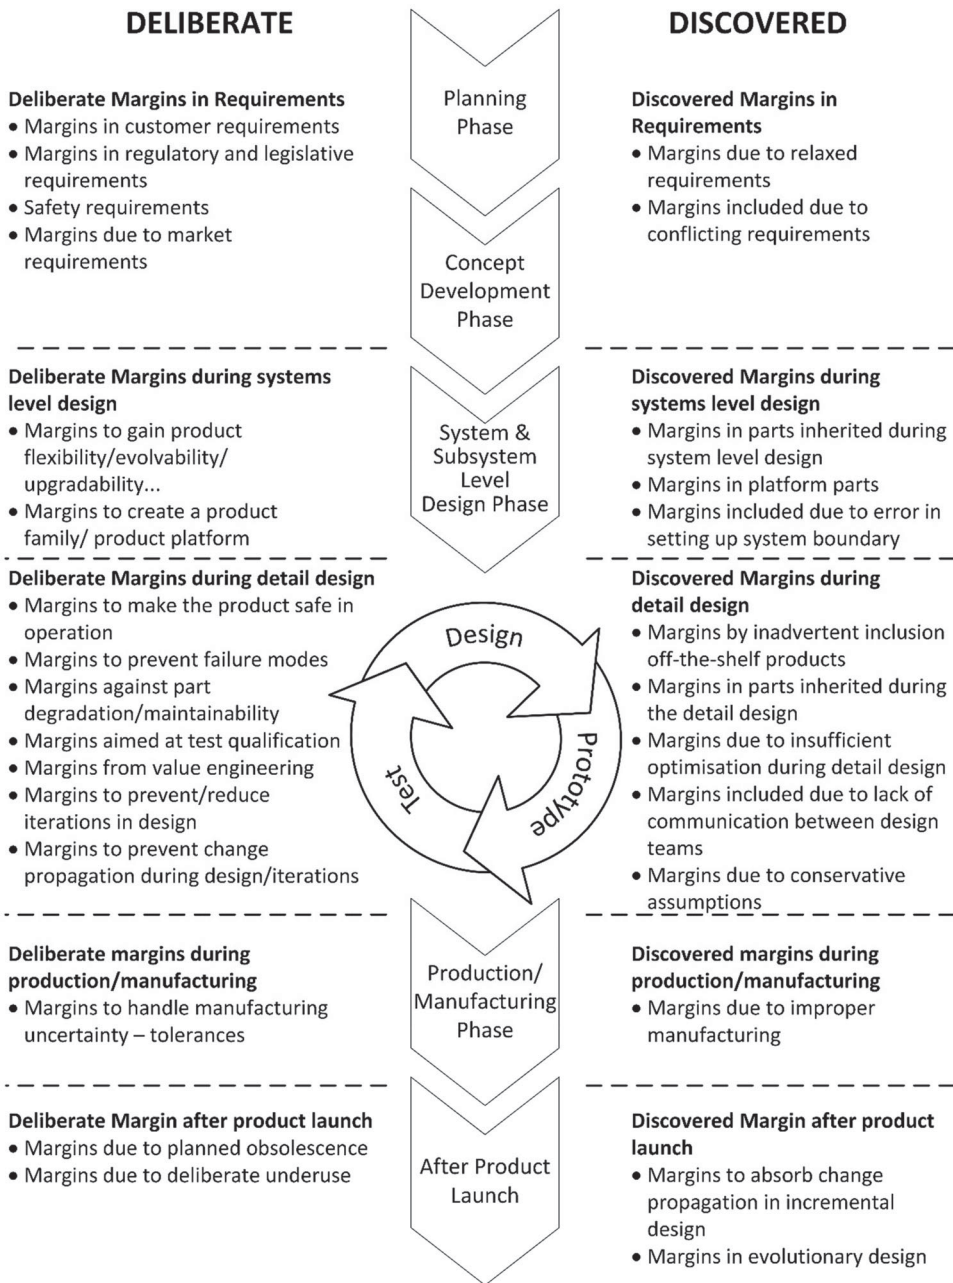 DELIBERATE
DISCOVERED
Deliberate Margins in Requirements
• Margins in customer requirements
• Margins in regulatory and legislative
requirements
• Safety requirements
• Margins due to market
requirements
Planning
Phase
Discovered Margins in
Requirements
• Margins due to relaxed
requirements
• Margins included due to
conflicting requirements
Concept
Development
Phase
Deliberate Margins during systems
level design
• Margins to gain product
flexibility/evolvability/
upgradability...
• Margins to create a product
family/ product platform
System &
Subsystem
Level
Design Phase
Discovered Margins during
systems level design
• Margins in parts inherited during
system level design
• Margins in platform parts
• Margins included due to error in
setting up system boundary
Deliberate Margins during detail design
• Margins to make the product safe in
operation
• Margins to prevent failure modes
• Margins against part
degradation/maintainability
• Margins aimed at test qualification
• Margins from value engineering
• Margins to prevent/reduce
iterations in design
• Margins to prevent change
propagation during design/iterations
Design
Prototype
Test
Discovered Margins during
detail design
• Margins by inadvertent inclusion
off-the-shelf products
• Margins in parts inherited during
the detail design
• Margins due to insufficient
optimisation during detail design
• Margins included due to lack of
communication between design
teams
• Margins due to conservative
assumptions
Deliberate margins during
production/manufacturing
• Margins to handle manufacturing
uncertainty – tolerances
Production/
Manufacturing
Phase
Discovered margins during
production/manufacturing
• Margins due to improper
manufacturing
Deliberate Margin after product launch
• Margins due to planned obsolescence
• Margins due to deliberate underuse
After Product
Launch
Discovered Margin after product
launch
• Margins to absorb change
propagation in incremental
design
• Margins in evolutionary design